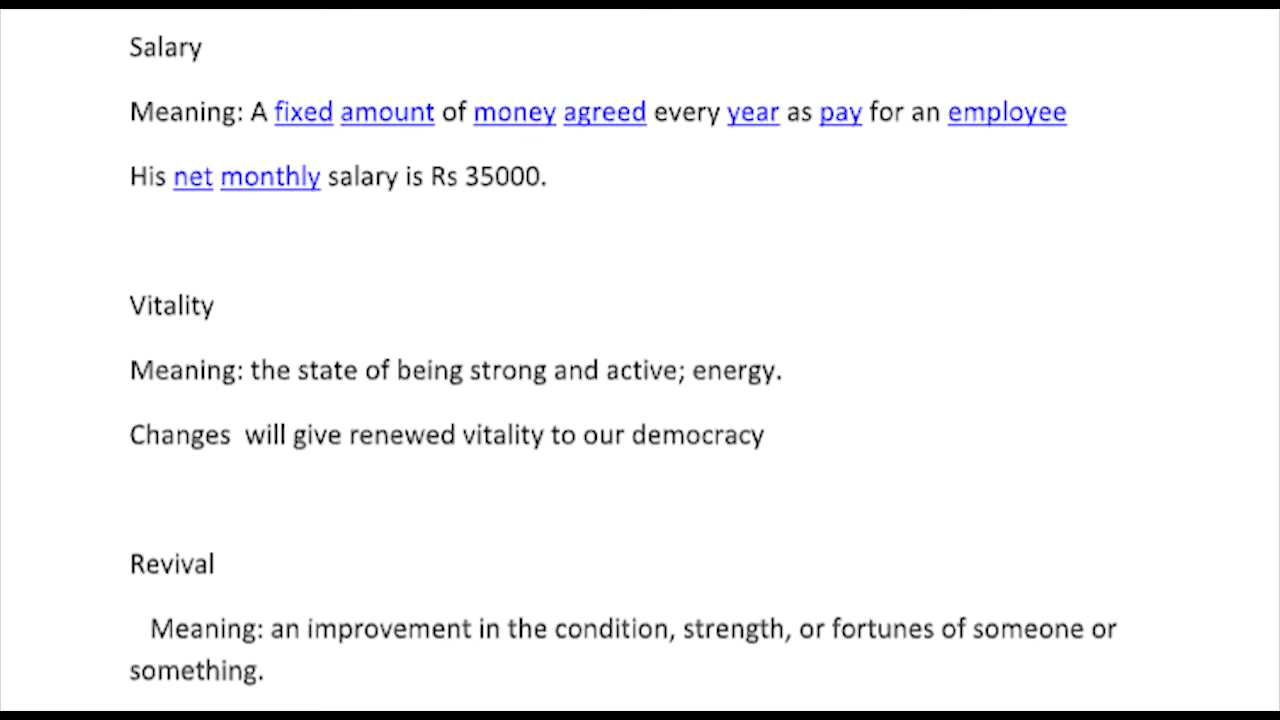 Salary
Meaning: A fixed amount of money agreed every year as pay for an employee
His net monthly salary is Rs 35000.
Vitality
Meaning: the state of being strong and active; energy.
Changes  will give renewed vitality to our democracy
Revival
Meaning: an improvement in the condition, strength, or fortunes of someone or
something.